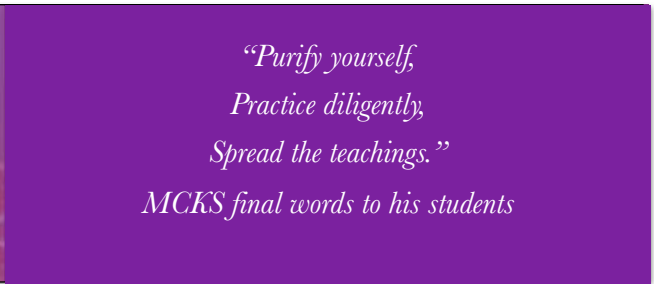 “Purify yourself,
Practice diligently,
Spread the teachings.”
MCKS final words to his students